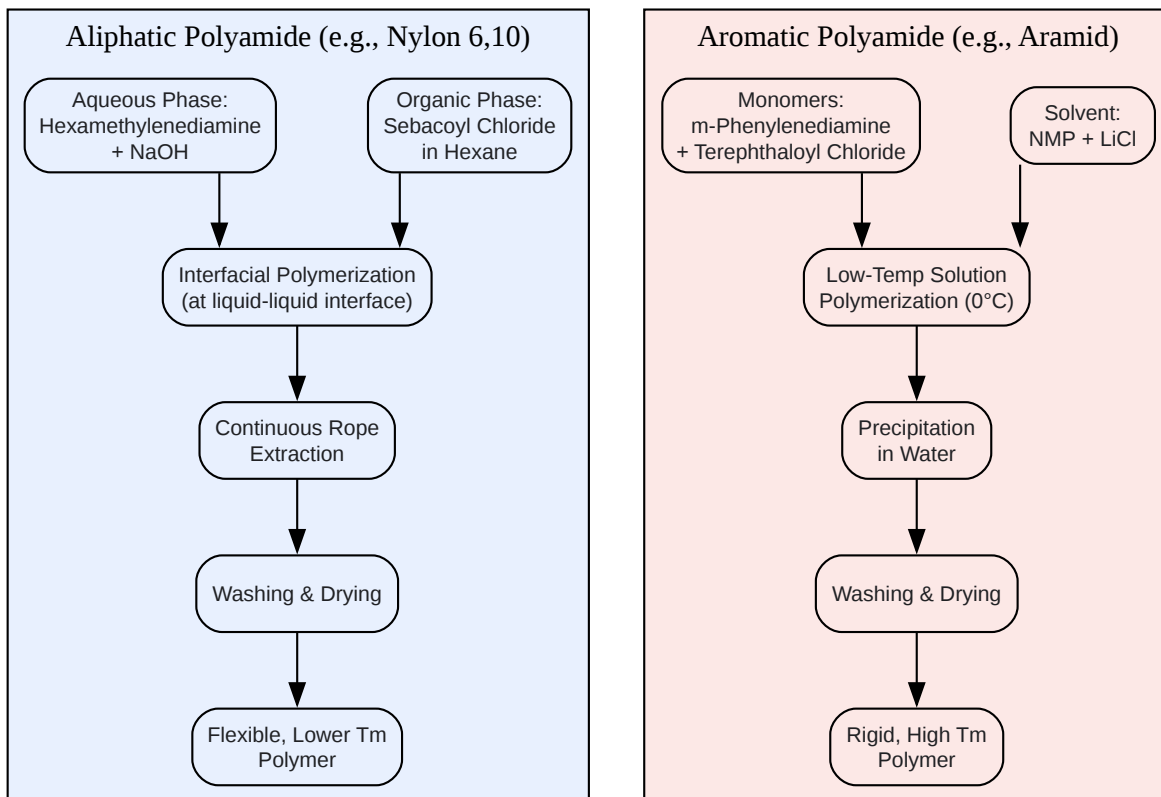 Aliphatic Polyamide (e.g., Nylon 6,10)
Aqueous Phase:
Hexamethylenediamine
+ NaOH
Organic Phase:
Sebacoyl Chloride
in Hexane
Interfacial Polymerization
(at liquid-liquid interface)
Continuous Rope
Extraction
Washing & Drying
Flexible, Lower Tm
Polymer
Aromatic Polyamide (e.g., Aramid)
Monomers:
m-Phenylenediamine
+ Terephthaloyl Chloride
Solvent:
NMP + LiCl
Low-Temp Solution
Polymerization (0°C)
Precipitation
in Water
Washing & Drying
Rigid, High Tm
Polymer